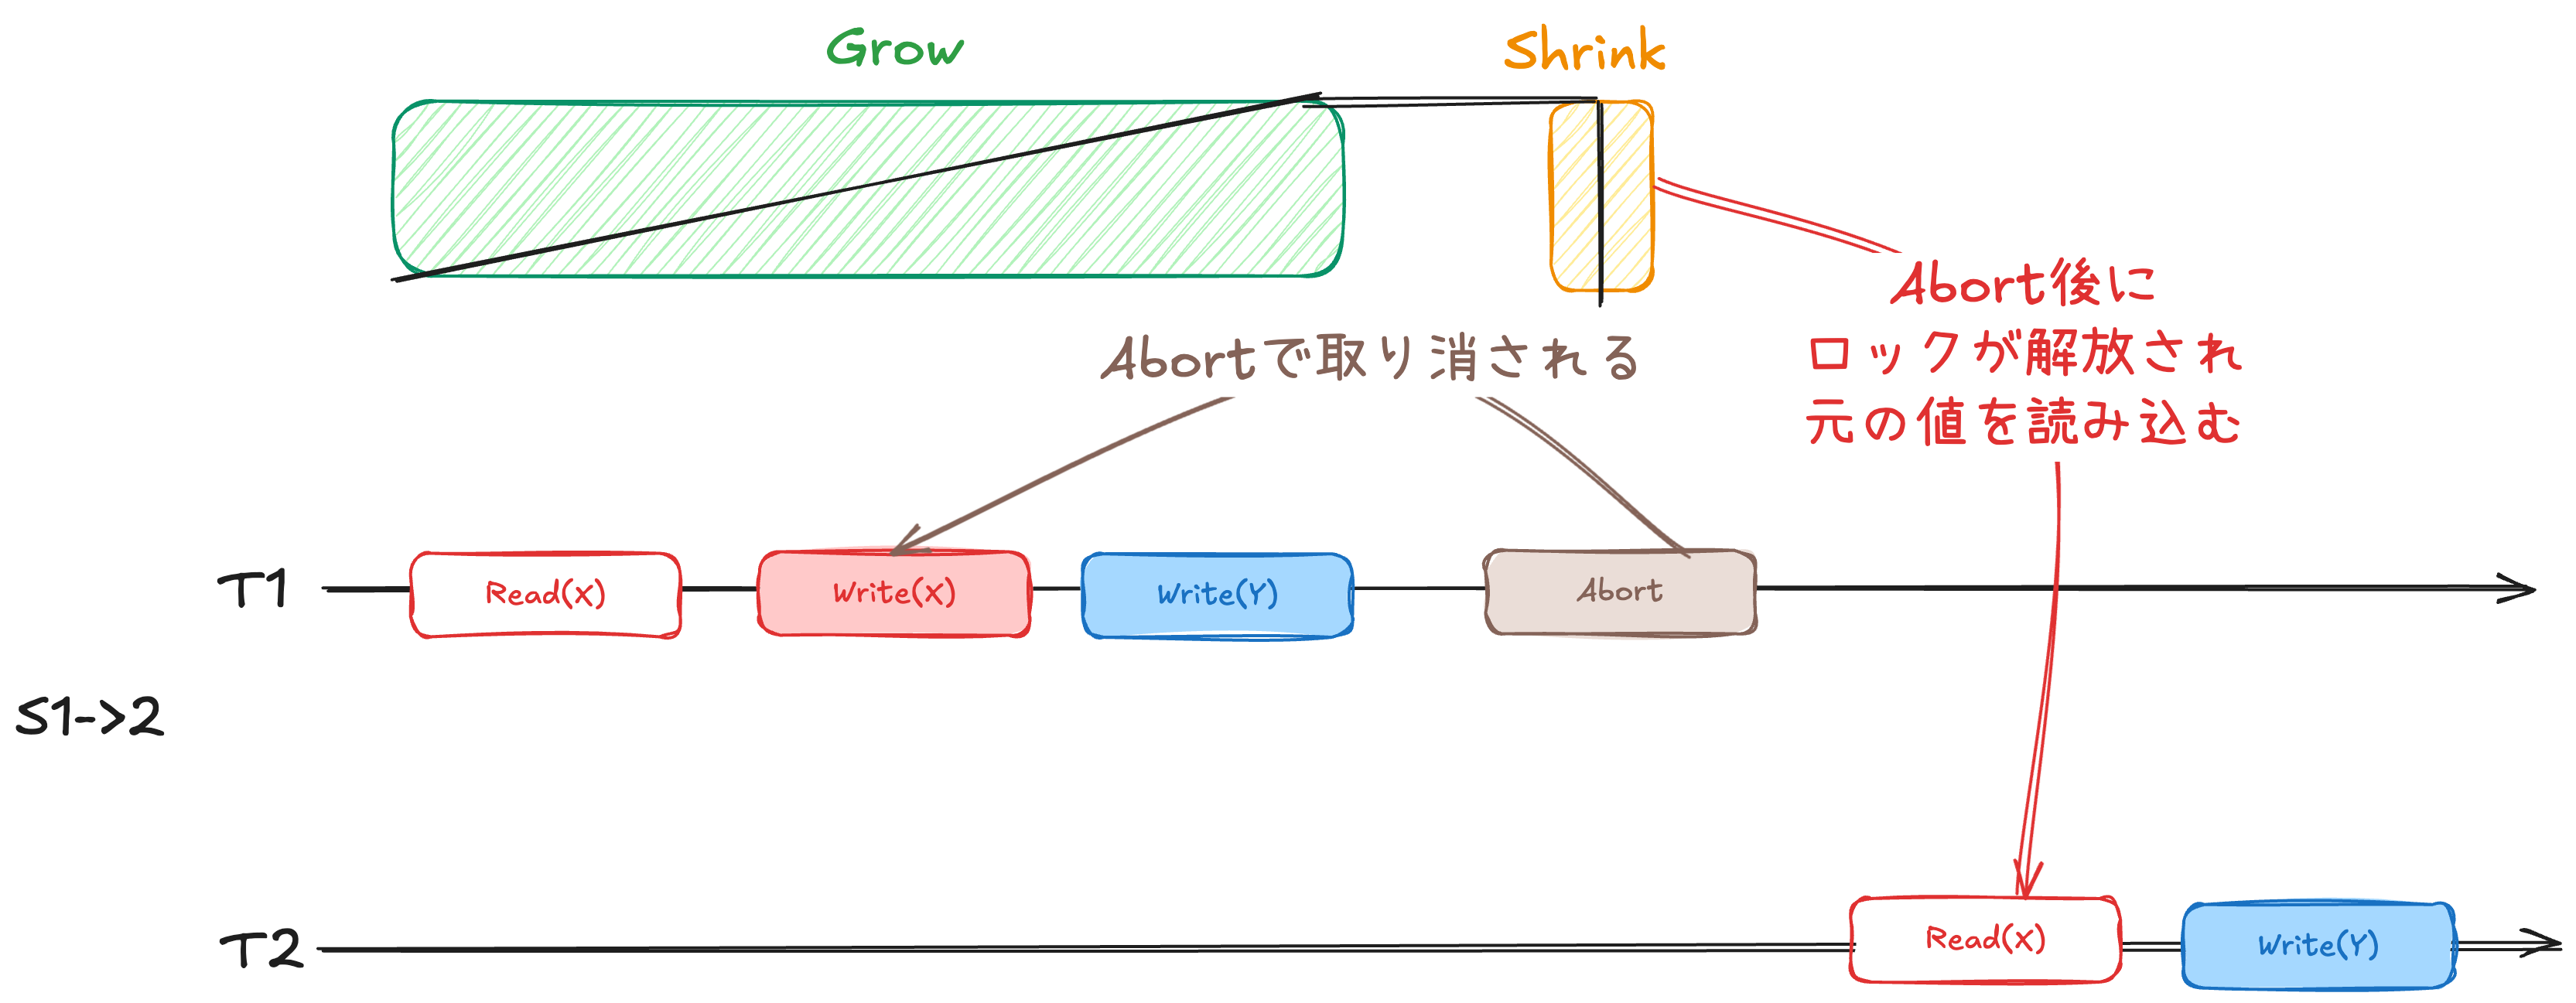 Grow
Shrink
Abort後に
ロックが解放され
元の値を読み込む
Abortで取り消される
T1
Read(X)
Write(X)
Write(Y)
Abort
S1->2
T2
Read(X)
Write(Y)